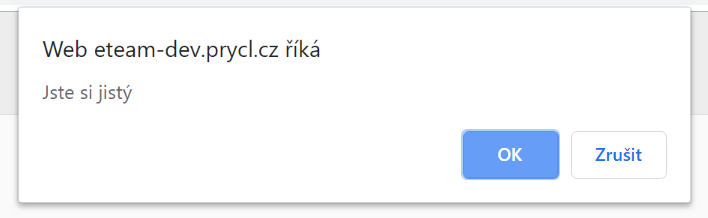 Web eteam-dev.prycl.cz říká
Jste si jistý
OK
Zrušit